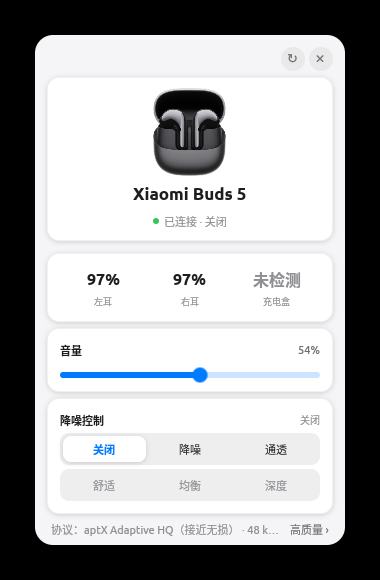 ↻ ✕
Xiaomi Buds 5
已连接 · 关闭
97% 97% 未检测
左耳 右耳 充电盒
音量 54%
降噪控制 关闭
关闭 降噪 通透
舒适 均衡 深度
协议：aptX Adaptive HQ（接近无损） · 48 k… 高质量 ›